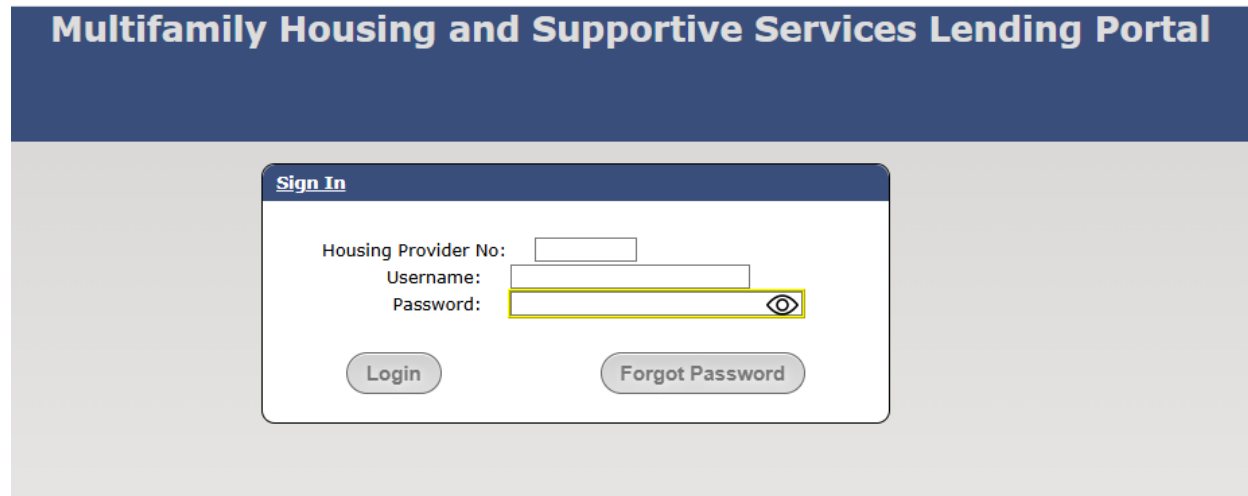 Multifamily Housing and Supportive Services Lending Portal
Sign In
Housing Provider No:
Username:
Password:
Login Forgot Password